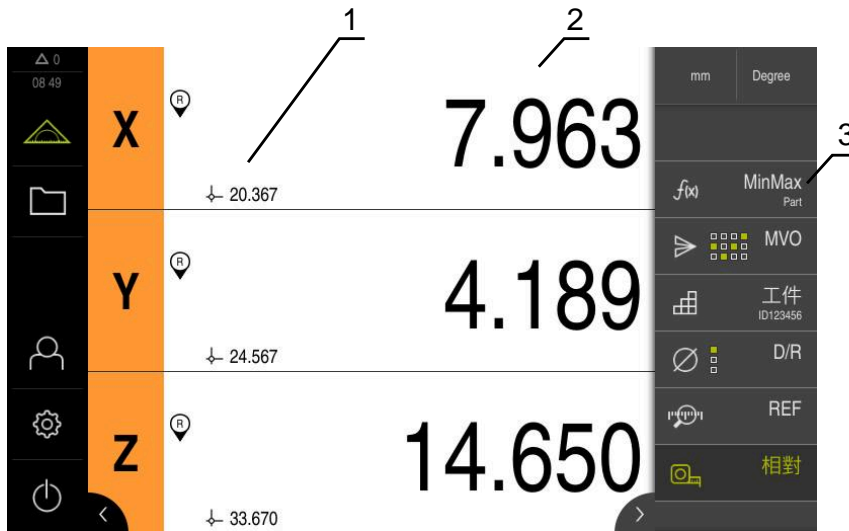 1
2
3
0
08 49
mm
Degree
X
R
7.963
20.367
MinMax
Part
f(x)
MVO
Y
R
4.189
24.567
工件
ID123456
D/R
Z
R
14.650
33.670
REF
相對